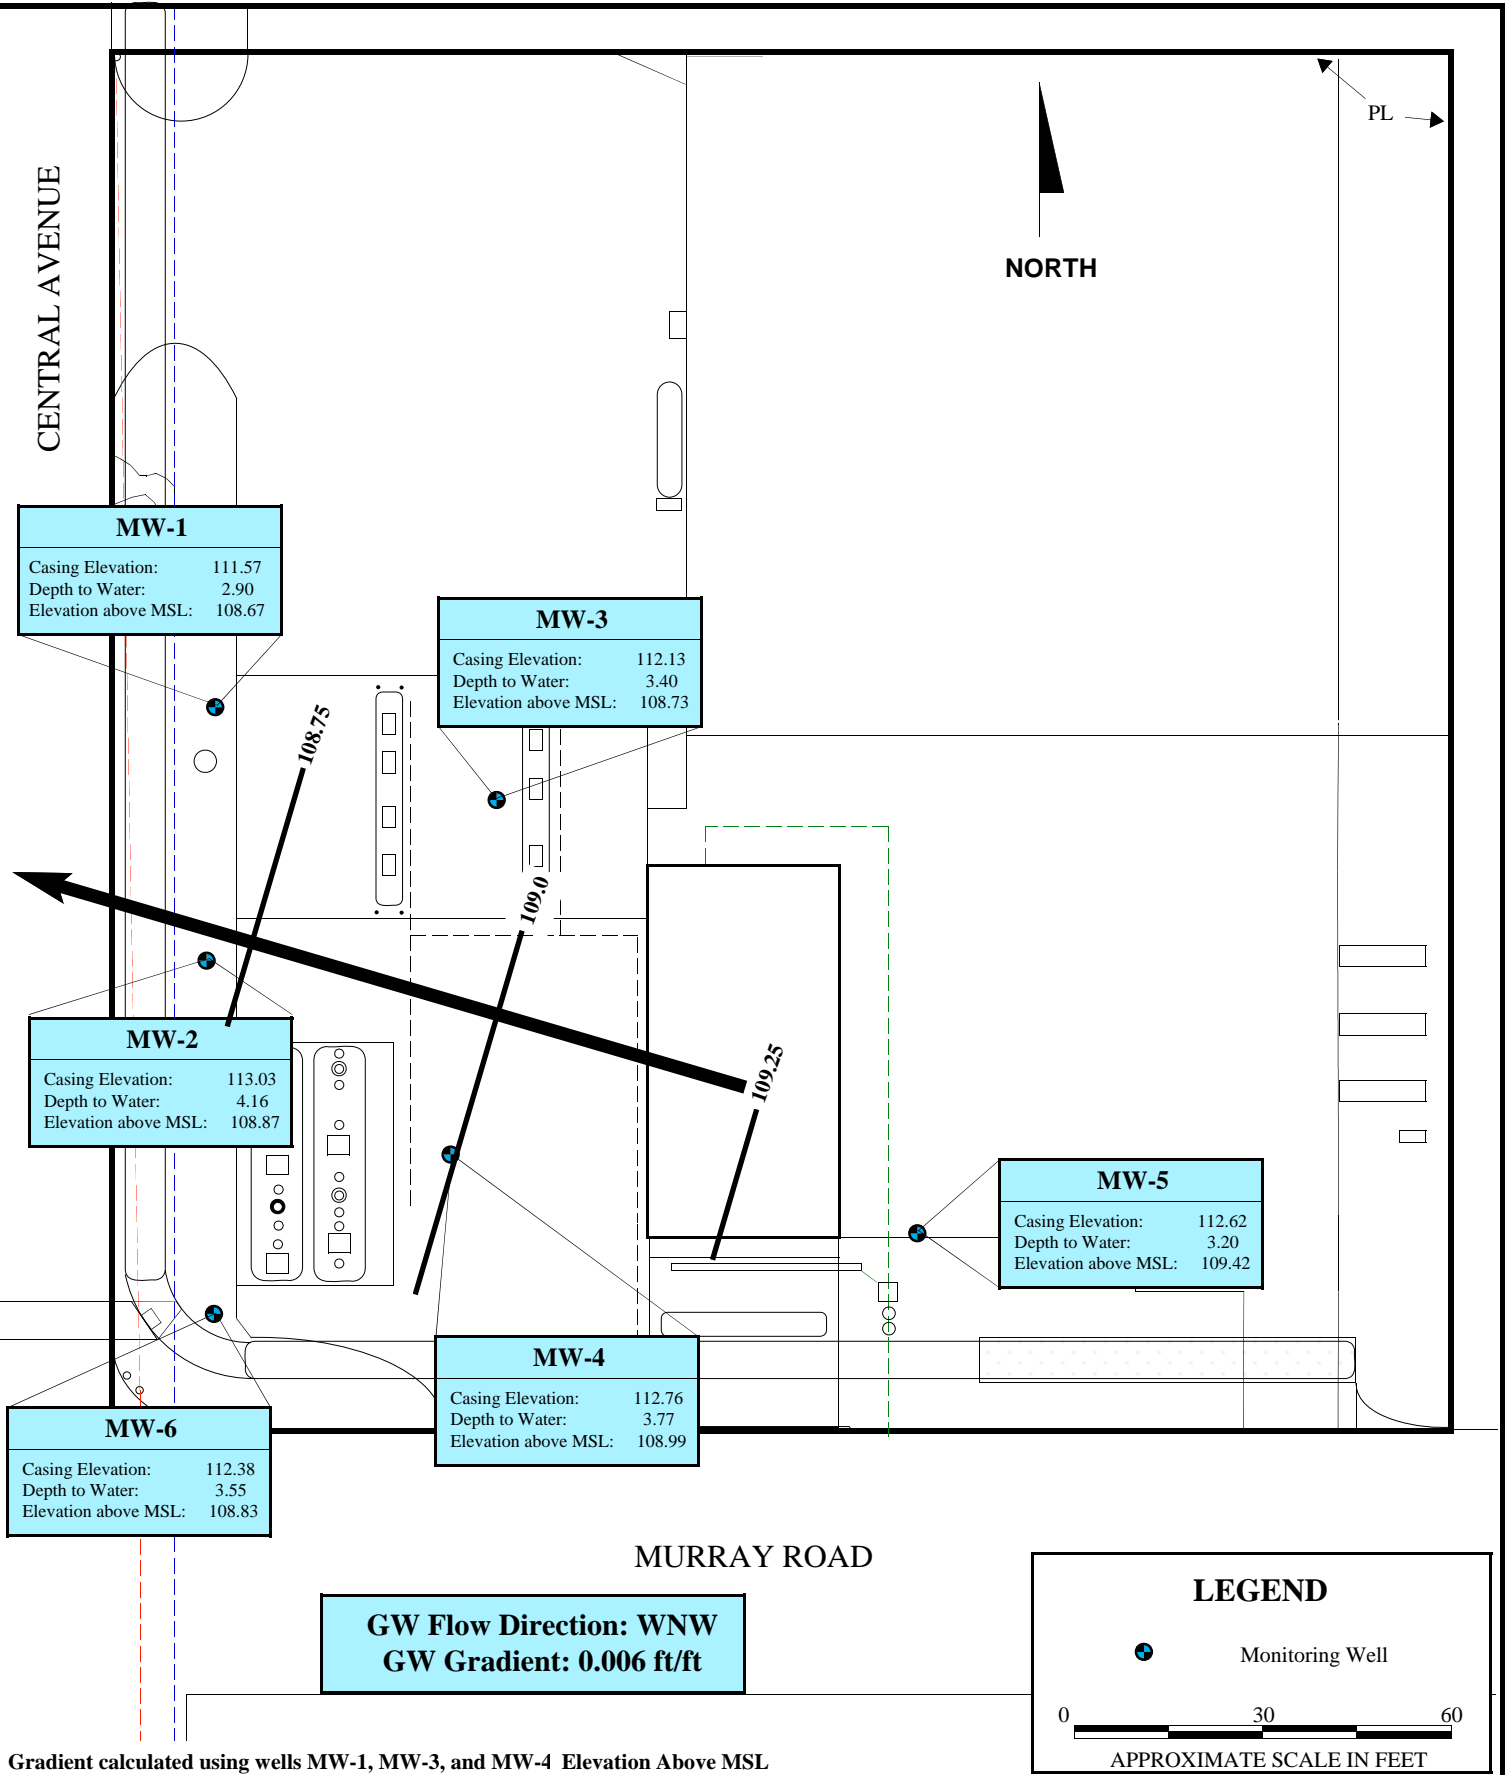 PL
CENTRAL AVENUE
NORTH
MW-1
Casing Elevation: 111.57
Depth to Water: 2.90
Elevation above MSL: 108.67
MW-3
Casing Elevation: 112.13
Depth to Water: 3.40
Elevation above MSL: 108.73
108.75
109.0
109.25
MW-2
Casing Elevation: 113.03
Depth to Water: 4.16
Elevation above MSL: 108.87
MW-5
Casing Elevation: 112.62
Depth to Water: 3.20
Elevation above MSL: 109.42
MW-4
Casing Elevation: 112.76
Depth to Water: 3.77
Elevation above MSL: 108.99
MW-6
Casing Elevation: 112.38
Depth to Water: 3.55
Elevation above MSL: 108.83
MURRAY ROAD
GW Flow Direction: WNW
GW Gradient: 0.006 ft/ft
LEGEND
Monitoring Well
0 30 60
APPROXIMATE SCALE IN FEET
Gradient calculated using wells MW-1, MW-3, and MW-4 Elevation Above MSL